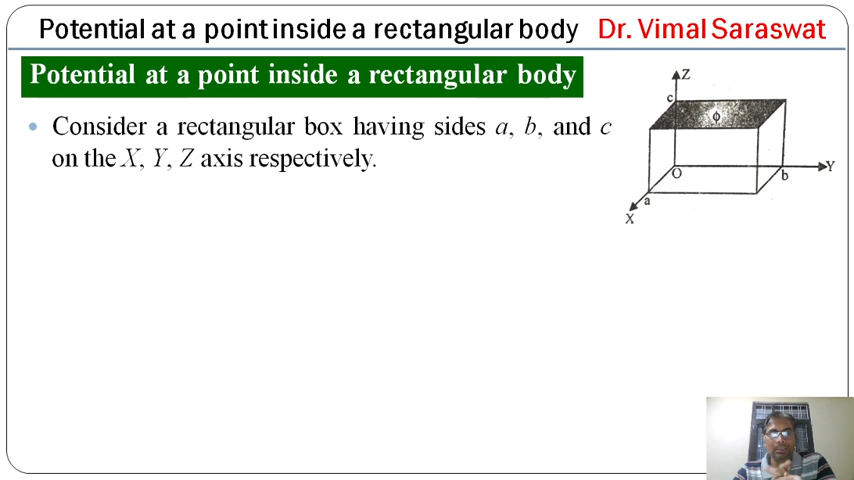 Potential at a point inside a rectangular body Dr. Vimal Saraswat
Potential at a point inside a rectangular body
• Consider a rectangular box having sides a, b, and c
on the X, Y, Z axis respectively.
Z
c
ϕ
O
b
Y
a
X